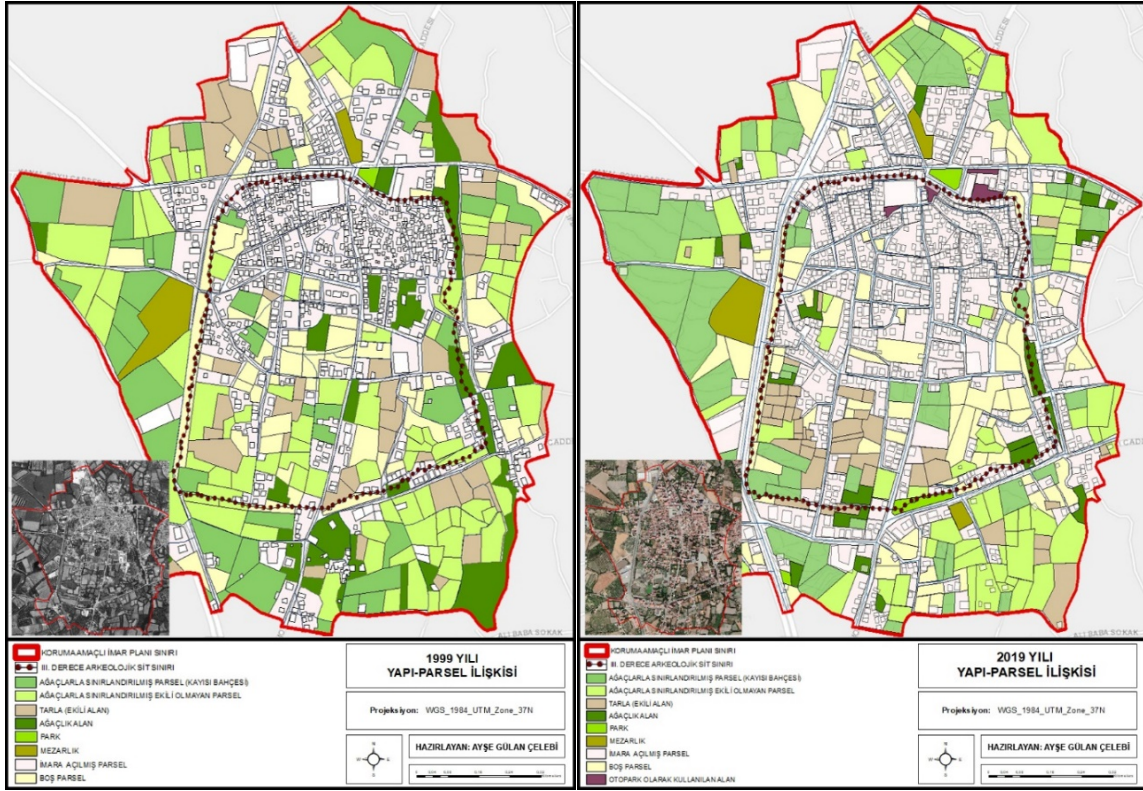 CADDESİ
ALİ BABA SOKAK
KORUMA AMAÇLI İMAR PLANI SINIRI
III. DERECE ARKEOLOJİK SİT SINIRI
AĞAÇLARLA SINIRLANDIRILMIŞ PARSEL (KAYISI BAHÇESİ)
AĞAÇLARLA SINIRLANDIRILMIŞ EKİLİ OLMAYAN PARSEL
TARLA (EKİLİ ALAN)
AĞAÇLIK ALAN
PARK
MEZARLIK
İMARA AÇILMIŞ PARSEL
BOŞ PARSEL
1999 YILI
YAPI-PARSEL İLİŞKİSİ
Projeksiyon: WGS_1984_UTM_Zone_37N
HAZIRLAYAN: AYŞE GÜLAN ÇELEBİ
CADDESİ
ALİ BABA SOKAK
KORUMA AMAÇLI İMAR PLANI SINIRI
III. DERECE ARKEOLOJİK SİT SINIRI
AĞAÇLARLA SINIRLANDIRILMIŞ PARSEL (KAYISI BAHÇESİ)
AĞAÇLARLA SINIRLANDIRILMIŞ EKİLİ OLMAYAN PARSEL
TARLA (EKİLİ ALAN)
AĞAÇLIK ALAN
PARK
MEZARLIK
İMARA AÇILMIŞ PARSEL
BOŞ PARSEL
OTOPARK OLARAK KULLANILAN ALAN
2019 YILI
YAPI-PARSEL İLİŞKİSİ
Projeksiyon: WGS_1984_UTM_Zone_37N
HAZIRLAYAN: AYŞE GÜLAN ÇELEBİ